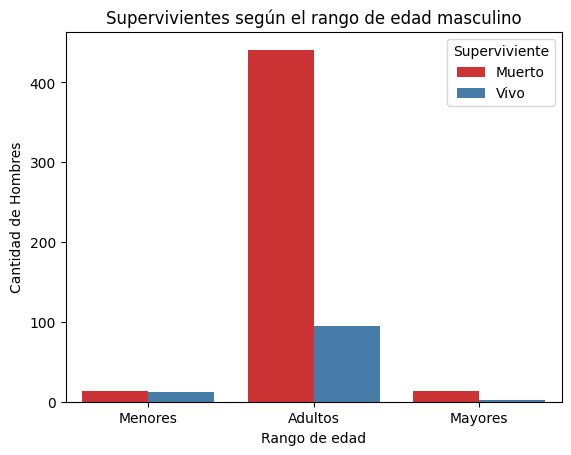 Supervivientes según el rango de edad masculino
Superviviente
Muerto
Vivo
Cantidad de Hombres
400
300
200
100
0
Menores
Adultos
Mayores
Rango de edad